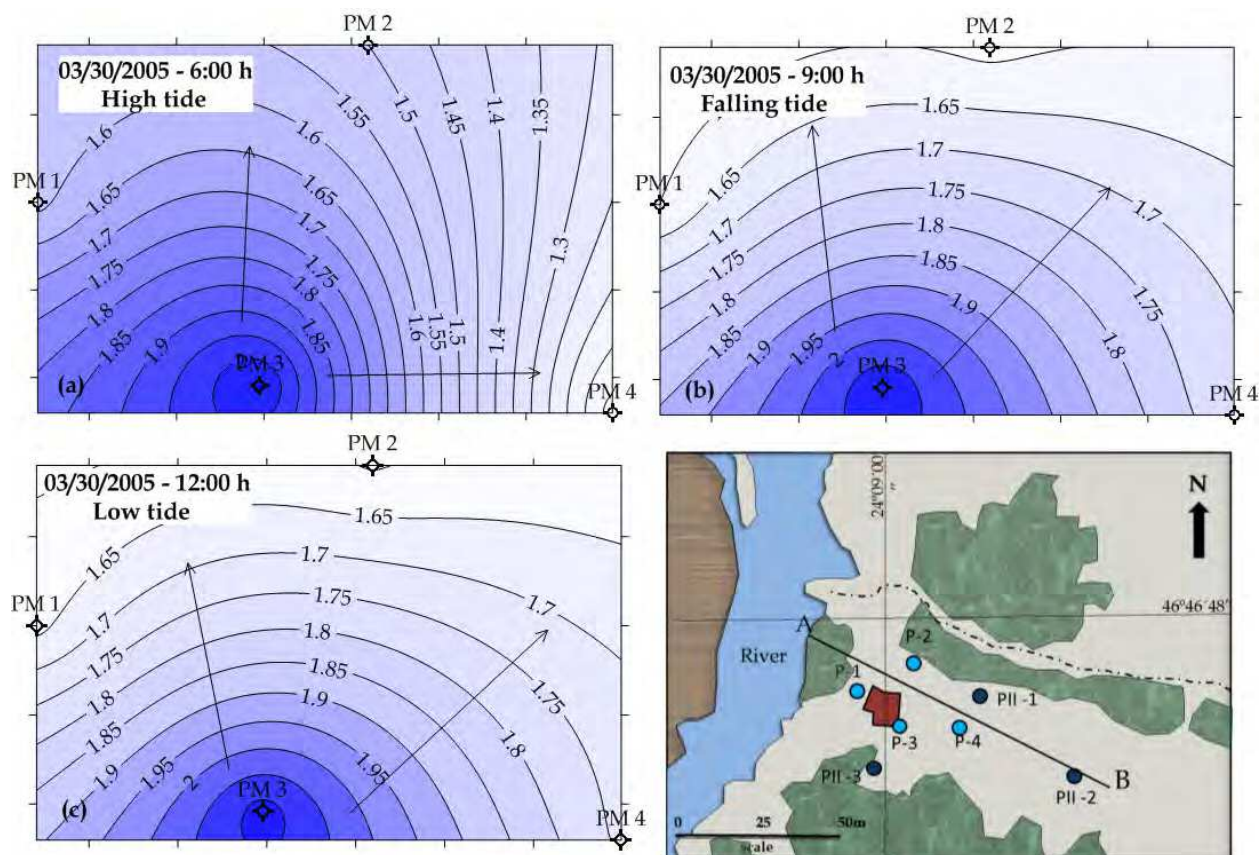 PM 2
03/30/2005 - 6:00 h
High tide
1.6
1.55
1.5
1.45
1.4
1.35
1.6
PM 1
1.65
1.65
1.7
1.7
1.3
1.75
1.75
1.8
1.8
1.85
1.85
1.9
1.6
1.55
1.5
1.4
PM 3
(a)
PM 4
PM 2
03/30/2005 - 9:00 h
Falling tide
1.65
PM 1
1.65
1.7
1.7
1.7
1.75
1.75
1.8
1.8
1.85
1.75
1.9
1.8
1.85
1.9
1.95
2
PM 3
(b)
PM 4
PM 2
03/30/2005 - 12:00 h
Low tide
1.65
1.65
PM 1
1.7
1.7
1.7
1.75
1.75
1.8
1.8
1.85
1.75
1.85
1.9
1.8
1.9
1.95
2
1.95
PM 3
(c)
PM 4
24º09'00
"
N
46º46'48"
A
River
P-2
P-1
PII -1
P-3
P-4
PII -3
PII -2
B
0 25 50m
scale